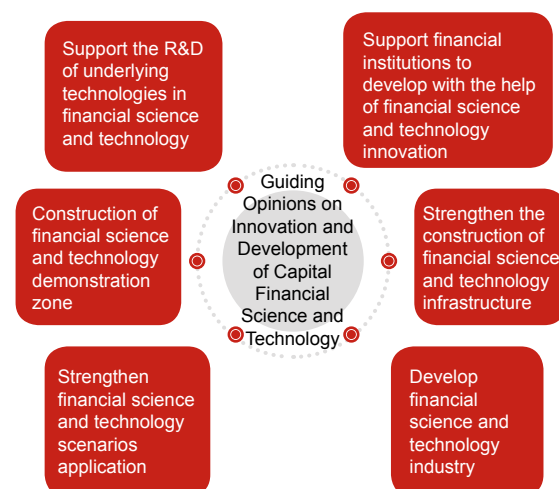 Support the R&D
of underlying
technologies in
financial science
and technology
Support financial
institutions to
develop with the help
of financial science
and technology
innovation
Construction of
financial science
and technology
demonstration
zone
Guiding
Opinions on
Innovation and
Development
of Capital
Financial
Science and
Technology
Strengthen the
construction of
financial science
and technology
infrastructure
Strengthen
financial science
and technology
scenarios
application
Develop
financial
science and
technology
industry